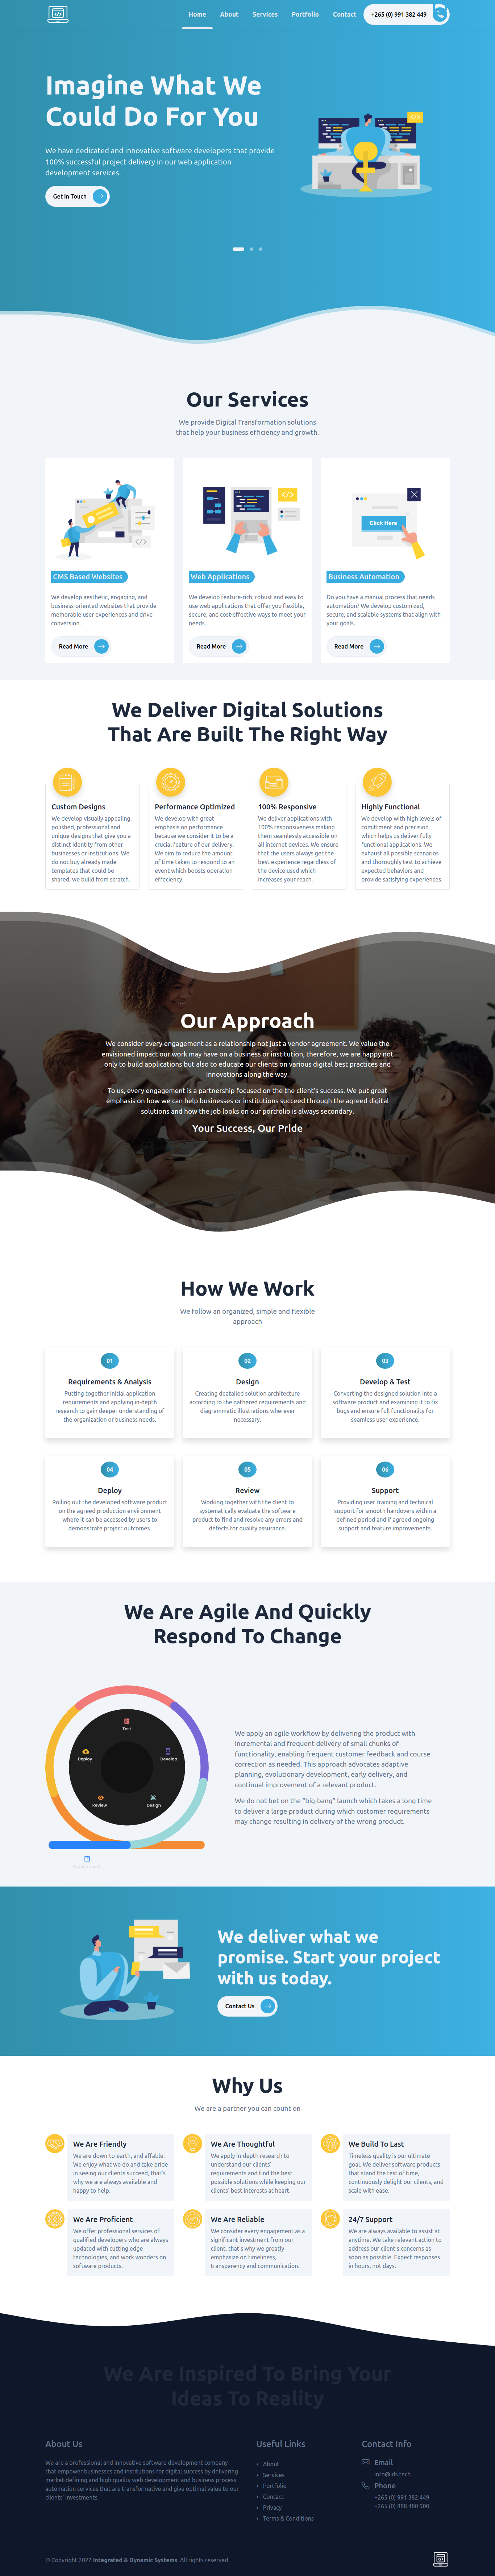 Home About Services Portfolio Contact +265 (0) 991 382 449
Imagine What We
Could Do For You
We have dedicated and innovative software developers that provide
100% successful project delivery in our web application
development services.
Get In Touch
Our Services
We provide Digital Transformation solutions
that help your business efficiency and growth.
Click Here
CMS Based Websites
We develop aesthetic, engaging, and
business-oriented websites that provide
memorable user experiences and drive
conversion.
Read More
Web Applications
We develop feature-rich, robust and easy to
use web applications that offer you flexible,
secure, and cost-effective ways to meet your
needs.
Read More
Business Automation
Do you have a manual process that needs
automation? We develop customized,
secure, and scalable systems that align with
your goals.
Read More
We Deliver Digital Solutions
That Are Built The Right Way
Custom Designs
We develop visually appealing,
polished, professional and
unique designs that give you a
distinct identity from other
businesses or institutions. We
do not buy already made
templates that could be
shared, we build from scratch.
Performance Optimized
We develop with great
emphasis on performance
because we consider it to be a
crucial feature of our delivery.
We aim to reduce the amount
of time taken to respond to an
event which boosts operation
effeciency.
100% Responsive
We deliver applications with
100% responsiveness making
them seamlessly accessible on
all internet devices. We ensure
that the users always get the
best experience regardless of
the device used which
increases your reach.
Highly Functional
We develop with high levels of
comittment and precision
which helps us deliver fully
functional applications. We
exhaust all possible scenarios
and thoroughly test to achieve
expected behaviors and
provide satisfying experiences.
Our Approach
We consider every engagement as a relationship not just a vendor agreement. We value the
envisioned impact our work may have on a business or institution, therefore, we are happy not
only to build applications but also to educate our clients on various digital best practices and
innovations along the way.
To us, every engagement is a partnership focused on the client's success. We put great
emphasis on how we can help businesses or institutions succeed through the agreed digital
solutions and how the job looks on our portfolio is always secondary.
Your Success, Our Pride
How We Work
We follow an organized, simple and flexible
approach
01
Requirements & Analysis
Putting together initial application
requirements and applying in-depth
research to gain deeper understanding of
the organization or business needs.
02
Design
Creating deatailed solution architecture
according to the gathered requirements and
diagrammatic illustrations wherever
necessary.
03
Develop & Test
Converting the designed solution into a
software product and examining it to fix
bugs and ensure full functionality for
seamless user experience.
04
Deploy
Rolling out the developed software product
on the agreed production environment
where it can be accessed by users to
demonstrate project outcomes.
05
Review
Working together with the client to
systematically evaluate the software
product to find and resolve any errors and
defects for quality assurance.
06
Support
Providing user training and technical
support for smooth handovers within a
defined period and if agreed ongoing
support and feature improvements.
We Are Agile And Quickly
Respond To Change
Test
Deploy
Develop
Review
Design
We apply an agile workflow by delivering the product with
incremental and frequent delivery of small chunks of
functionality, enabling frequent customer feedback and course
correction as needed. This approach advocates adaptive
planning, evolutionary development, early delivery, and
continual improvement of a relevant product.
We do not bet on the "big-bang" launch which takes a long time
to deliver a large product during which customer requirements
may change resulting in delivery of the wrong product.
We deliver what we
promise. Start your project
with us today.
Contact Us
Why Us
We are a partner you can count on
We Are Friendly
We are down-to-earth, and affable.
We enjoy what we do and take pride
in seeing our clients succeed, that's
why we are always available and
happy to help.
We Are Thoughtful
We apply in-depth research to
understand our clients'
requirements and find the best
possible solutions while keeping our
clients' best interests at heart.
We Build To Last
Timeless quality is our ultimate
goal. We deliver software products
that stand the test of time,
continuously delight our clients, and
scale with ease.
We Are Proficient
We offer professional services of
qualified developers who are always
updated with cutting edge
technologies, and work wonders on
software products.
We Are Reliable
We consider every engagement as a
significant investment from our
client, that's why we greatly
emphasize on timeliness,
transparency and communication.
24/7 Support
We are always available to assist at
anytime. We take relevant action to
address our client's concerns as
soon as possible. Expect responses
in hours, not days.
We Are Inspired To Bring Your
Ideas To Reality
About Us
We are a professional and innovative software development company
that empower businesses and institutions for digital success by delivering
market-defining and high quality web development and business process
automation services that are transformative and give optimal value to our
clients' investments.
Useful Links
About
Services
Portfolio
Contact
Privacy
Terms & Conditions
Contact Info
Email
info@ids.tech
Phone
+265 (0) 991 382 449
+265 (0) 888 480 900
© Copyright 2022 Integrated & Dynamic Systems. All rights reserved